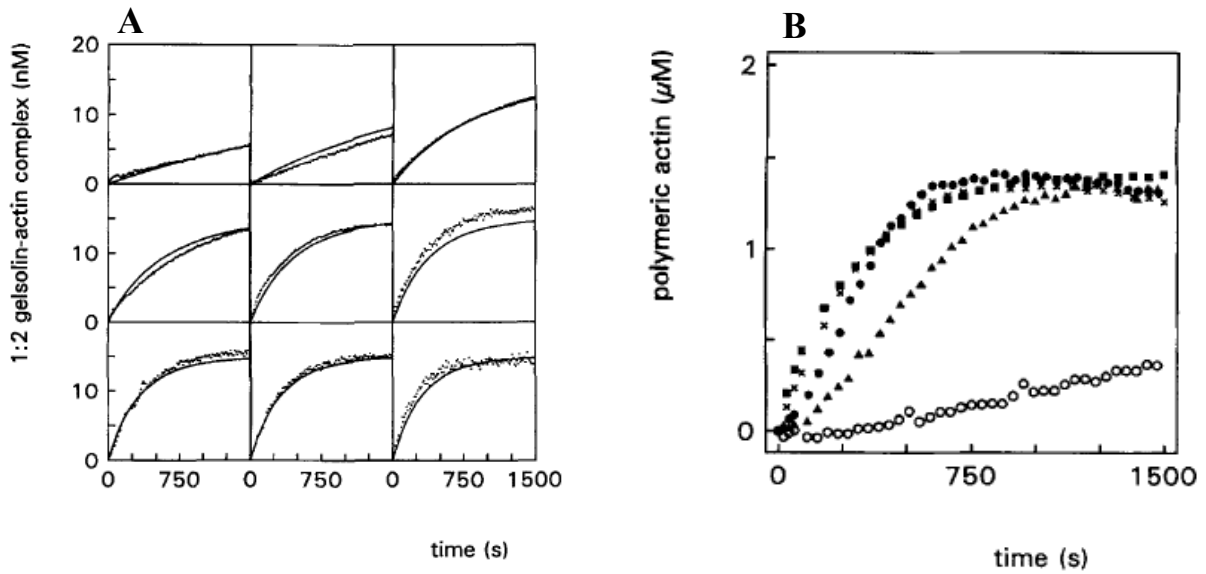 A
1:2 gelsolin-actin complex (nM)
20
10
0
10
0
10
0
0 750 0 750 0 750 1500
time (s)
B
polymeric actin (µM)
2
1
0
0 750 1500
time (s)